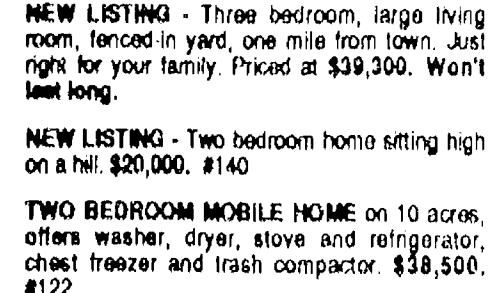 NEW LISTING - Three bedroom, large living
room, fenced-in yard, one mile from town. Just
right for your family. Priced at $39,300. Won't
last long.
NEW LISTING - Two bedroom home sitting high
on a hill. $20,000. #140
TWO BEDROOM MOBILE HOME on 10 acres,
offers washer, dryer, stove and refrigerator,
chest freezer and trash compactor. $38,500.
#122